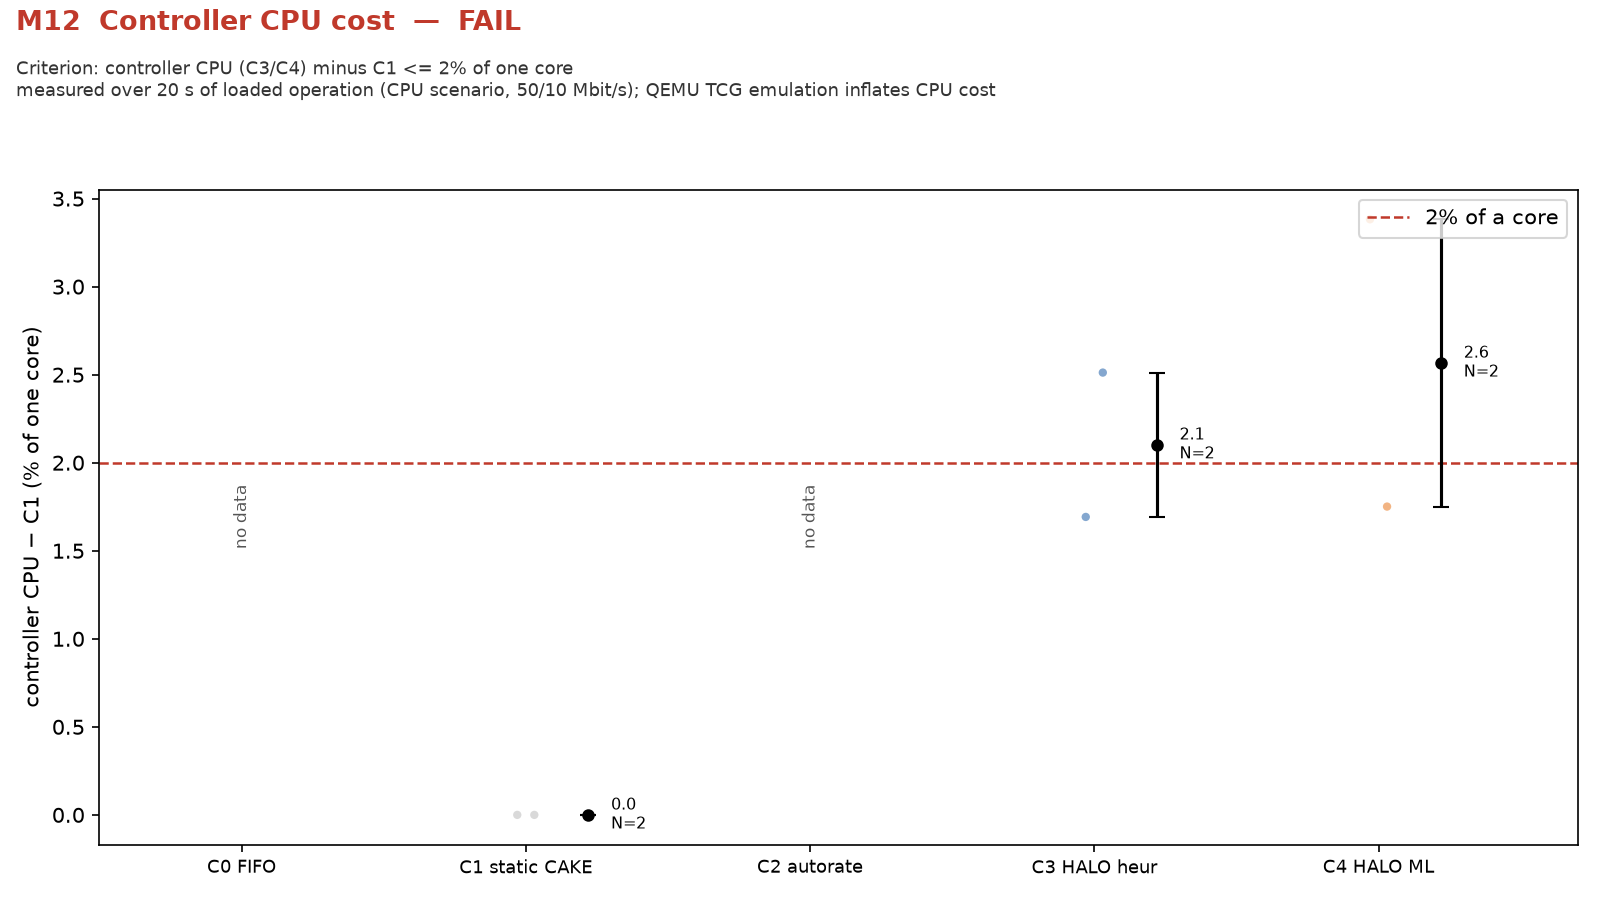 M12 Controller CPU cost — FAIL
Criterion: controller CPU (C3/C4) minus C1 <= 2% of one core
measured over 20 s of loaded operation (CPU scenario, 50/10 Mbit/s); QEMU TCG emulation inflates CPU cost
controller CPU − C1 (% of one core)
3.5
3.0
2.5
2.0
1.5
1.0
0.5
0.0
2% of a core
no data
0.0
N=2
no data
2.1
N=2
2.6
N=2
C0 FIFO
C1 static CAKE
C2 autorate
C3 HALO heur
C4 HALO ML